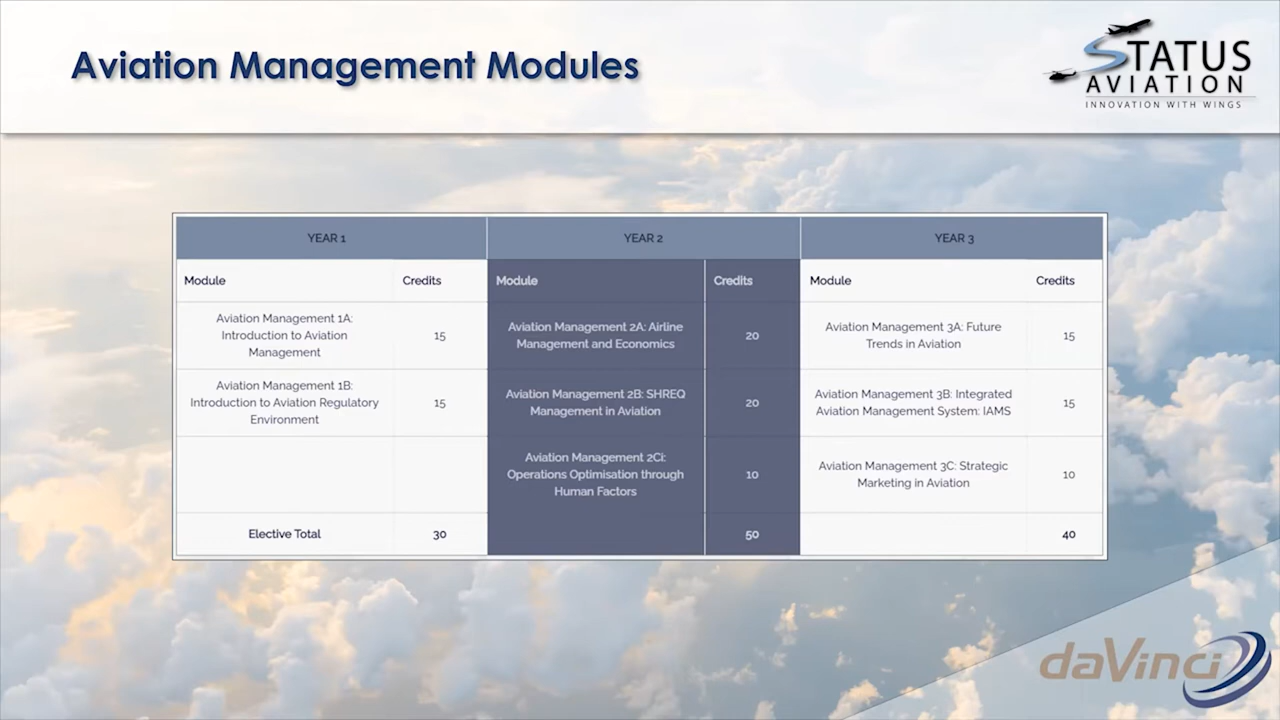 Aviation Management Modules
STATUS
AVIATION
INNOVATION WITH WINGS
YEAR 1
YEAR 2
YEAR 3
Module
Credits
Module
Credits
Module
Credits
Aviation Management 1A:
Introduction to Aviation
Management
15
Aviation Management 2A: Airline
Management and Economics
20
Aviation Management 3A: Future
Trends in Aviation
15
Aviation Management 1B:
Introduction to Aviation Regulatory
Environment
15
Aviation Management 2B: SHREQ
Management in Aviation
20
Aviation Management 3B: Integrated
Aviation Management System: IAMS
15
Aviation Management 2Ci:
Operations Optimisation through
Human Factors
10
Aviation Management 3C: Strategic
Marketing in Aviation
10
Elective Total
30
50
40
daVinci